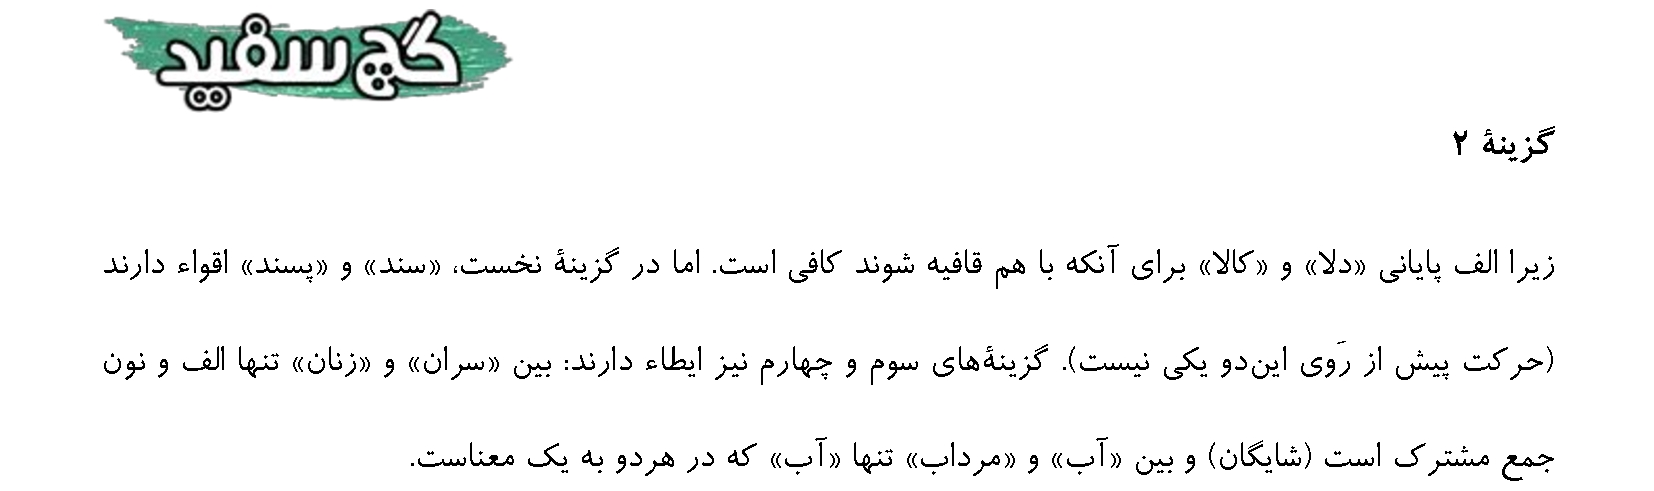 گچ سفید
گزینهٔ ۲
زیرا الف پایانی «دلا» و «کالا» برای آنکه با هم قافیه شوند کافی است. اما در گزینهٔ نخست، «سند» و «پسند» اقواء دارند
(حرکت پیش از رَوی این‌دو یکی نیست). گزینهٔ‌های سوم و چهارم نیز ایطاء دارند: بین «سران» و «زنان» تنها الف و نون
جمع مشترک است (شایگان) و بین «آب» و «مرداب» تنها «آب» که در هردو به یک معناست.